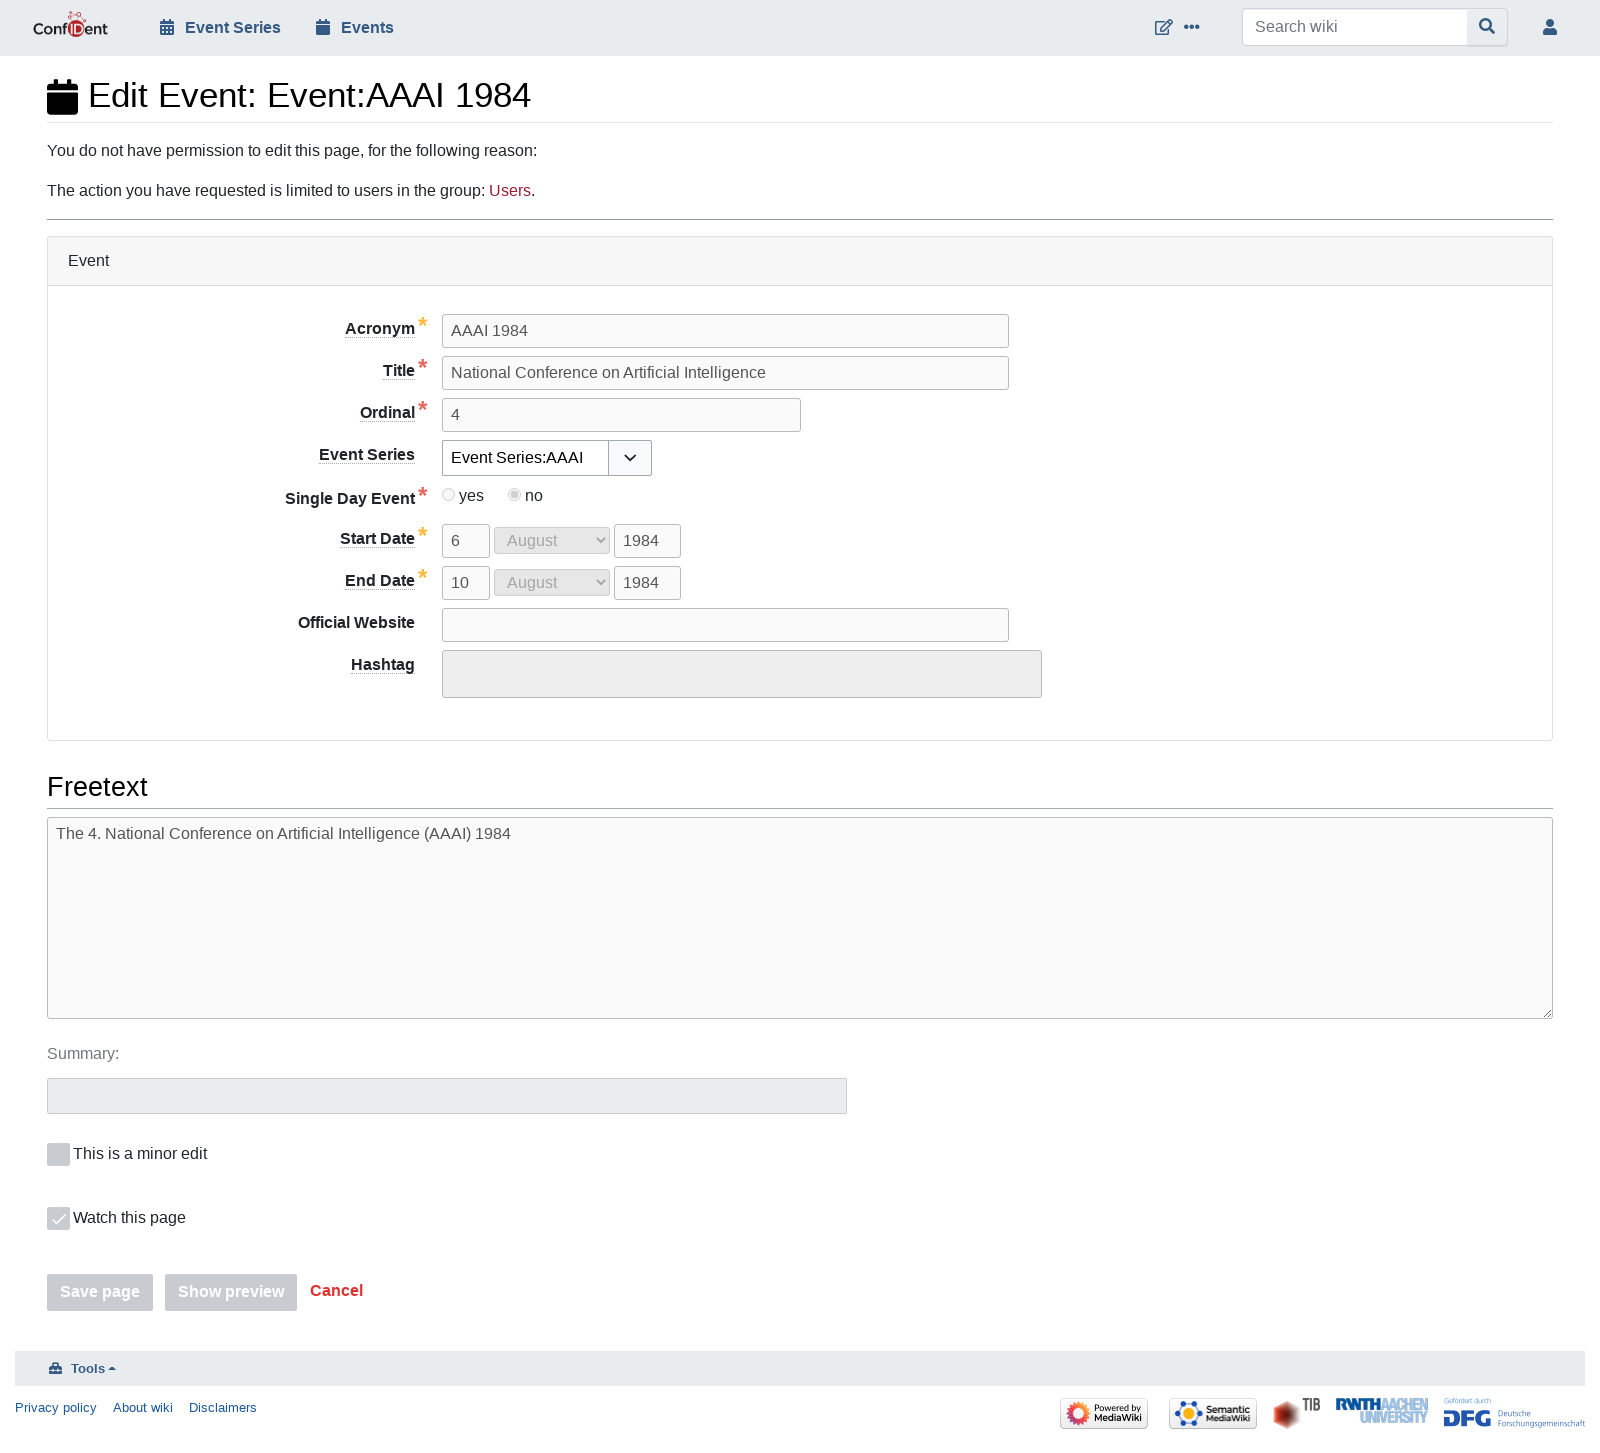 ConfIDent
Event Series
Events
Search wiki
Edit Event: Event:AAAI 1984
You do not have permission to edit this page, for the following reason:
The action you have requested is limited to users in the group: Users.
Event
Acronym *
AAAI 1984
Title *
National Conference on Artificial Intelligence
Ordinal *
4
Event Series
Event Series:AAAI
Single Day Event *
yes
no
Start Date *
6
August
1984
End Date *
10
August
1984
Official Website
Hashtag
Freetext
The 4. National Conference on Artificial Intelligence (AAAI) 1984
Summary:
This is a minor edit
Watch this page
Save page
Show preview
Cancel
Tools
Privacy policy
About wiki
Disclaimers
Powered by
MediaWiki
Semantic
MediaWiki
TIB
RWTHAACHEN
UNIVERSITY
Gefördert durch
DFG
Deutsche
Forschungsgemeinschaft